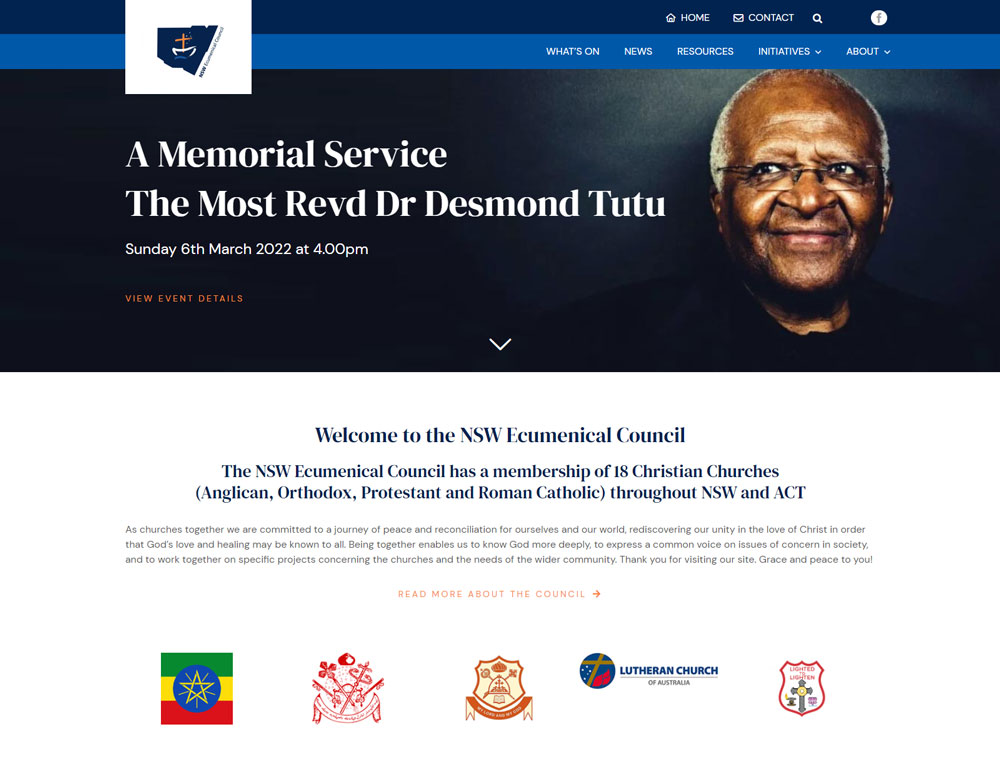 HOME
CONTACT
NSW Ecumenical Council
WHAT'S ON
NEWS
RESOURCES
INITIATIVES
ABOUT
A Memorial Service
The Most Revd Dr Desmond Tutu
Sunday 6th March 2022 at 4.00pm
VIEW EVENT DETAILS
Welcome to the NSW Ecumenical Council
The NSW Ecumenical Council has a membership of 18 Christian Churches
(Anglican, Orthodox, Protestant and Roman Catholic) throughout NSW and ACT
As churches together we are committed to a journey of peace and reconciliation for ourselves and our world, rediscovering our unity in the love of Christ in order
that God's love and healing may be known to all. Being together enables us to know God more deeply, to express a common voice on issues of concern in society,
and to work together on specific projects concerning the churches and the needs of the wider community. Thank you for visiting our site. Grace and peace to you!
READ MORE ABOUT THE COUNCIL
MY LORD AND MY GOD
LUTHERAN CHURCH
OF AUSTRALIA
LIGHTED
TO
LIGHTEN